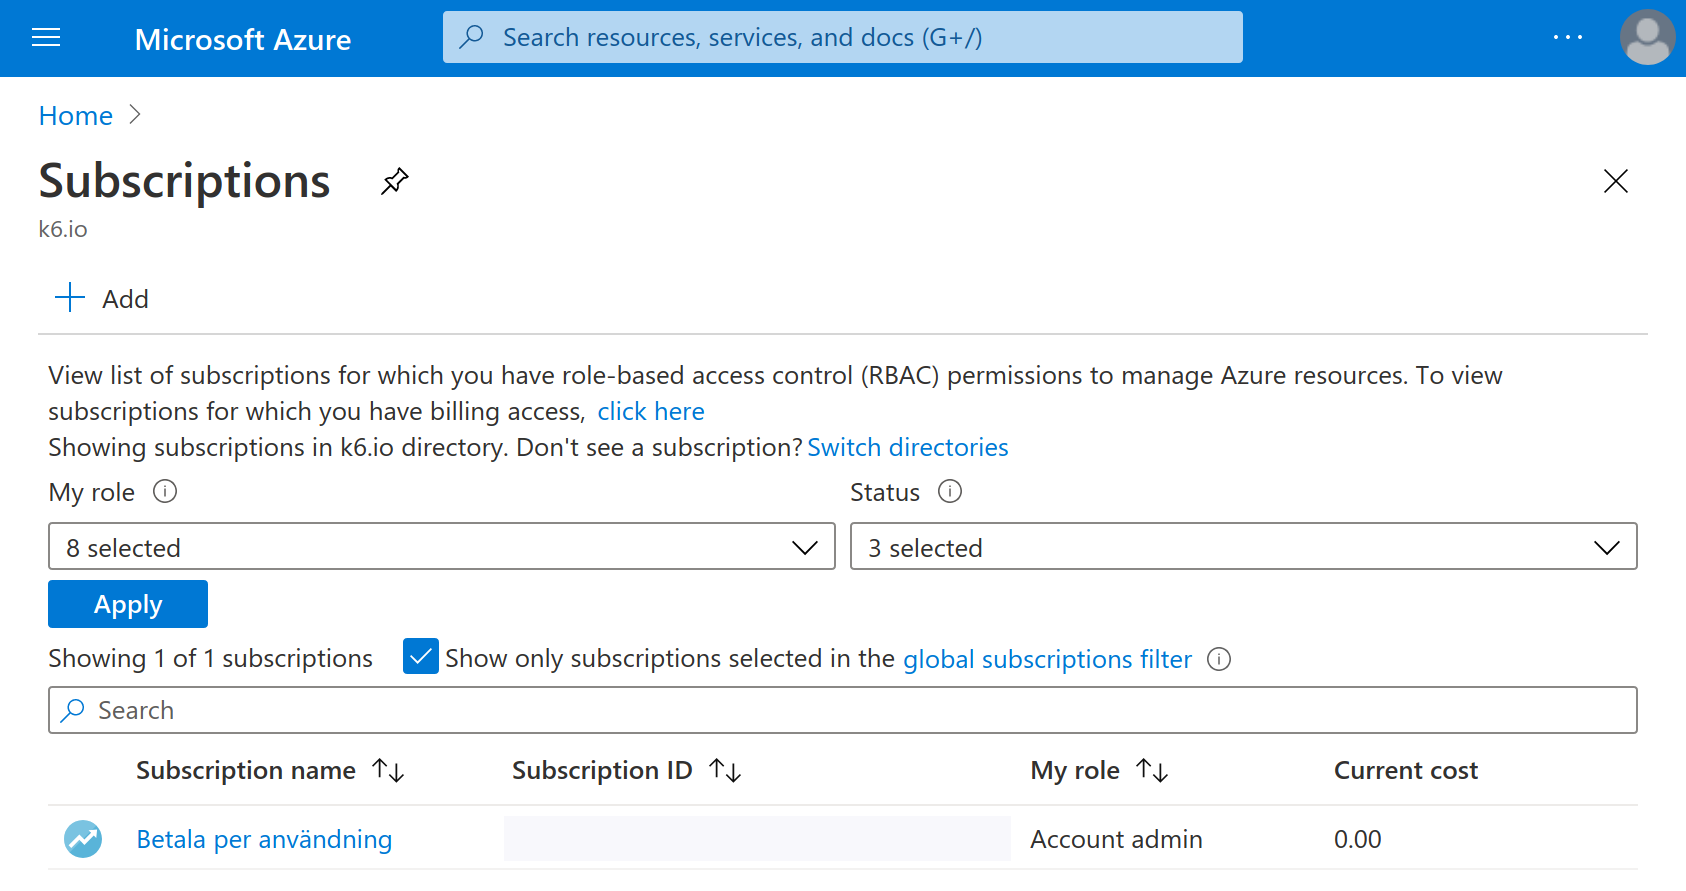 Microsoft Azure
Search resources, services, and docs (G+/)
Home
Subscriptions
k6.io
Add
View list of subscriptions for which you have role-based access control (RBAC) permissions to manage Azure resources. To view
subscriptions for which you have billing access, click here
Showing subscriptions in k6.io directory. Don't see a subscription? Switch directories
My role
Status
8 selected
3 selected
Apply
Showing 1 of 1 subscriptions
Show only subscriptions selected in the global subscriptions filter
Search
Subscription name Subscription ID My role Current cost
Betala per användning Account admin 0.00